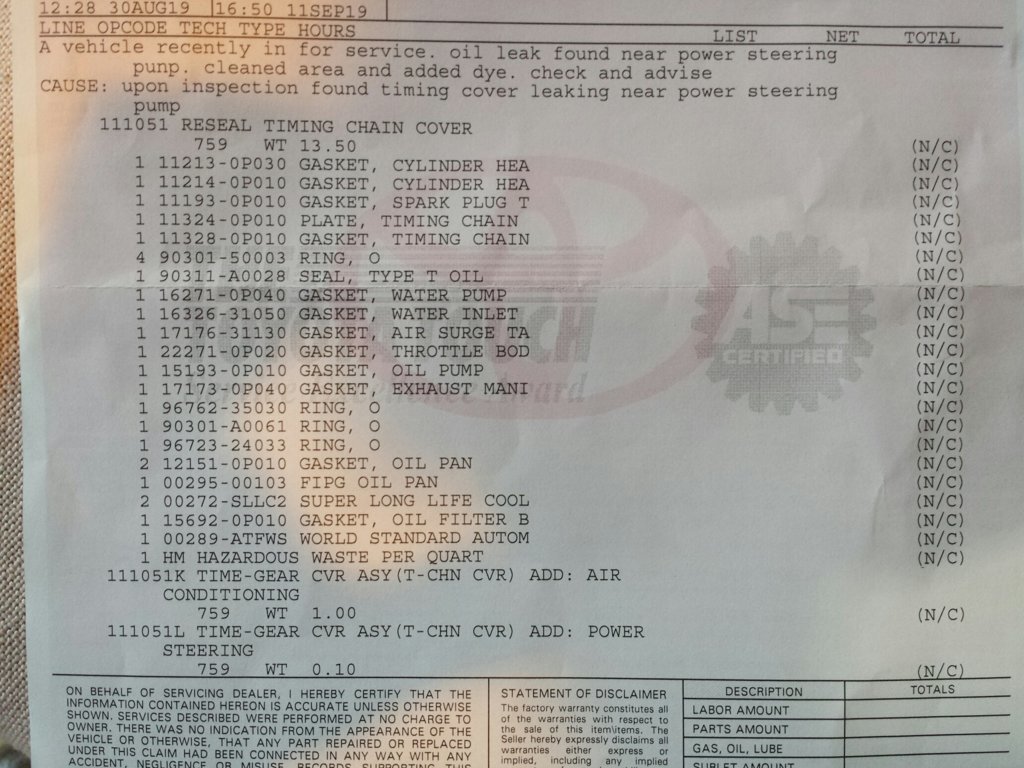 12:28 30AUG19 16:50 11SEP19
LINE OPCODE TECH TYPE HOURS LIST NET TOTAL
A vehicle recently in for service. oil leak found near power steering
punp. cleaned area and added dye. check and advise
CAUSE: upon inspection found timing cover leaking near power steering
pump
111051 RESEAL TIMING CHAIN COVER
759 WT 13.50 (N/C)
1 11213-0P030 GASKET, CYLINDER HEA (N/C)
1 11214-0P010 GASKET, CYLINDER HEA (N/C)
1 11193-0P010 GASKET, SPARK PLUG T (N/C)
1 11324-0P010 PLATE, TIMING CHAIN (N/C)
1 11328-0P010 GASKET, TIMING CHAIN (N/C)
4 90301-50003 RING, O (N/C)
1 90311-A0028 SEAL, TYPE T OIL (N/C)
1 16271-0P040 GASKET, WATER PUMP (N/C)
1 16326-31050 GASKET, WATER INLET (N/C)
1 17176-31130 GASKET, AIR SURGE TA (N/C)
1 22271-0P020 GASKET, THROTTLE BOD (N/C)
1 15193-0P010 GASKET, OIL PUMP (N/C)
1 17173-0P040 GASKET, EXHAUST MANI (N/C)
1 96762-35030 RING, O (N/C)
1 90301-A0061 RING, O (N/C)
1 96723-24033 RING, O (N/C)
2 12151-0P010 GASKET, OIL PAN (N/C)
1 00295-00103 FIPG OIL PAN (N/C)
2 00272-SLLC2 SUPER LONG LIFE COOL (N/C)
1 15692-0P010 GASKET, OIL FILTER B (N/C)
1 00289-ATFWS WORLD STANDARD AUTOM (N/C)
1 HM HAZARDOUS WASTE PER QUART (N/C)
111051K TIME-GEAR CVR ASY(T-CHN CVR) ADD: AIR
CONDITIONING
759 WT 1.00 (N/C)
111051L TIME-GEAR CVR ASY(T-CHN CVR) ADD: POWER
STEERING
759 WT 0.10 (N/C)
ASE
CERTIFIED
ON BEHALF OF SERVICING DEALER, I HEREBY CERTIFY THAT THE
INFORMATION CONTAINED HEREON IS ACCURATE UNLESS OTHERWISE
SHOWN. SERVICES DESCRIBED WERE PERFORMED AT NO CHARGE TO
OWNER. THERE WAS NO INDICATION FROM THE APPEARANCE OF THE
VEHICLE OR OTHERWISE, THAT ANY PART REPAIRED OR REPLACED
UNDER THIS CLAIM HAD BEEN CONNECTED IN ANY WAY WITH ANY
ACCIDENT, NEGLIGENCE OR MISUSE. RECORDS SUPPORTING THIS
STATEMENT OF DISCLAIMER
The factory warranty constitutes all
of the warranties with respect to
the sale of this item/items. The
Seller hereby expressly disclaims all
warranties either express or
implied, including any implied
DESCRIPTION TOTALS
LABOR AMOUNT
PARTS AMOUNT
GAS, OIL, LUBE
SUBLET AMOUNT